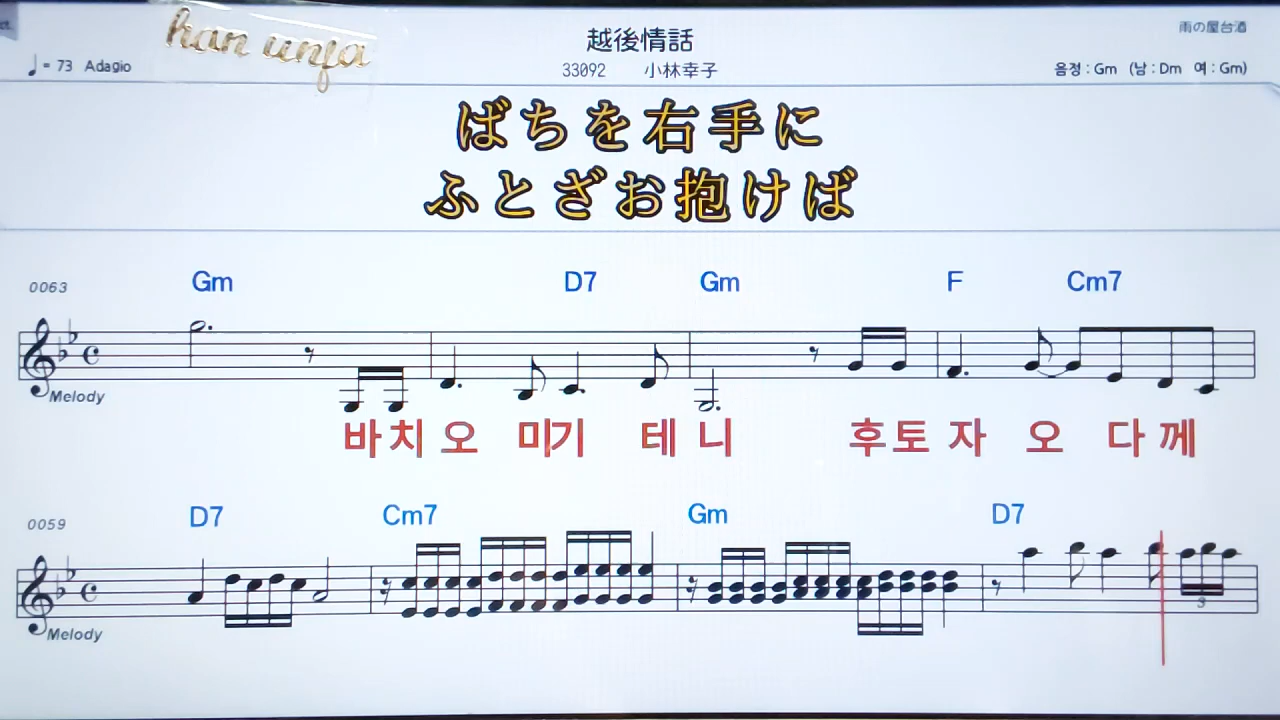 han unja
越後情話
雨の屋台酒
= 73 Adagio
33092 小林幸子
음정 : Gm (남 : Dm 여 : Gm)
ばちを右手に
ふとざお抱けば
0063 Gm D7 Gm F Cm7
Melody
바치 오 미기 테 니 후토 자 오 다 께
0059 D7 Cm7 Gm D7
3
Melody